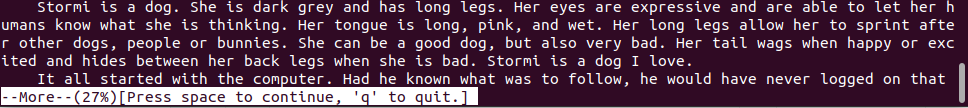 Stormi is a dog. She is dark grey and has long legs. Her eyes are expressive and are able to let her h
umans know what she is thinking. Her tongue is long, pink, and wet. Her long legs allow her to sprint afte
r other dogs, people or bunnies. She can be a good dog, but also very bad. Her tail wags when happy or exc
ited and hides between her back legs when she is bad. Stormi is a dog I love.
    It all started with the computer. Had he known what was to follow, he would have never logged on that
--More--(27%)[Press space to continue, 'q' to quit.]